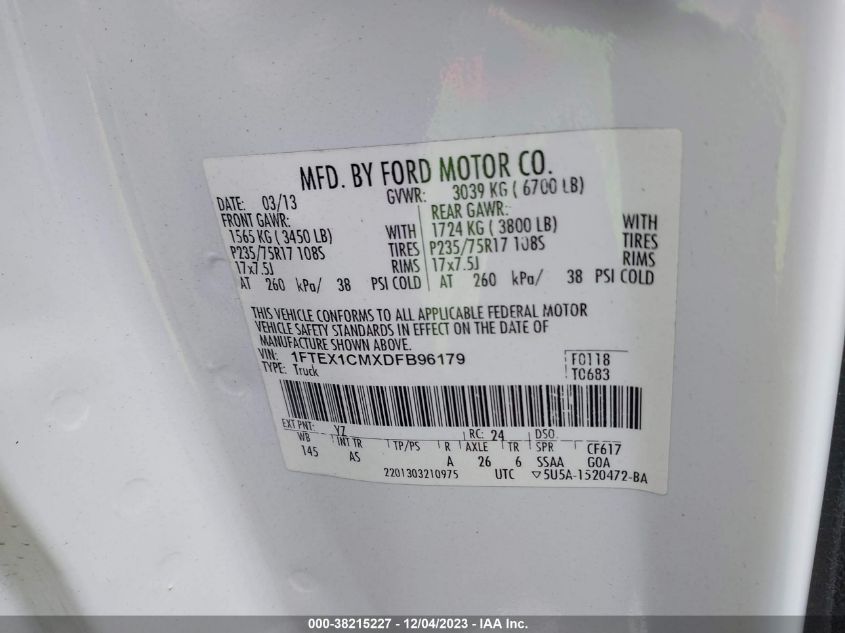 MFD. BY FORD MOTOR CO.
DATE: 03/13 GVWR: 3039 KG ( 6700 LB)
FRONT GAWR: REAR GAWR:
1565 KG ( 3450 LB) WITH 1724 KG ( 3800 LB) WITH
P235/75R17 108S TIRES P235/75R17 108S TIRES
17x7.5J RIMS 17x7.5J RIMS
AT 260 kPa/ 38 PSI COLD AT 260 kPa/ 38 PSI COLD
THIS VEHICLE CONFORMS TO ALL APPLICABLE FEDERAL MOTOR
VEHICLE SAFETY STANDARDS IN EFFECT ON THE DATE OF
MANUFACTURE SHOWN ABOVE.
VIN: 1FTEX1CMXDFB96179 F0118
TYPE: Truck T0683
EXT PNT: YZ RC: 24 DSO:
WB INT TR TP/PS R AXLE TR SPR CF617
145 AS A 26 6 SSAA GOA
2201303210975 UTC ▽5U5A-1520472-BA
000-38215227 - 12/04/2023 - IAA Inc.